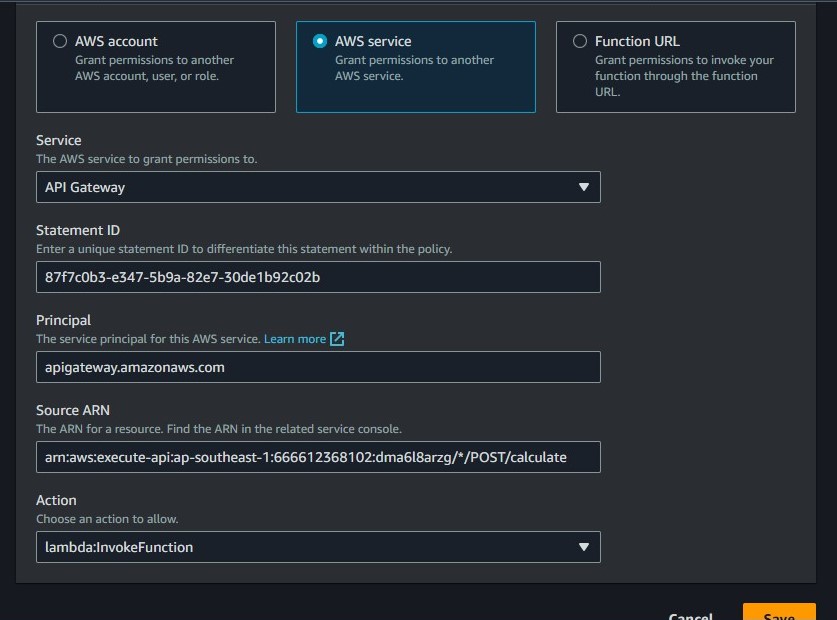 AWS account
Grant permissions to another
AWS account, user, or role.
AWS service
Grant permissions to another
AWS service.
Function URL
Grant permissions to invoke your
function through the function
URL.
Service
The AWS service to grant permissions to.
API Gateway
Statement ID
Enter a unique statement ID to differentiate this statement within the policy.
87f7c0b3-e347-5b9a-82e7-30de1b92c02b
Principal
The service principal for this AWS service. Learn more
apigateway.amazonaws.com
Source ARN
The ARN for a resource. Find the ARN in the related service console.
arn:aws:execute-api:ap-southeast-1:666612368102:dma6l8arzg/*/POST/calculate
Action
Choose an action to allow.
lambda:InvokeFunction
Cancel
Save